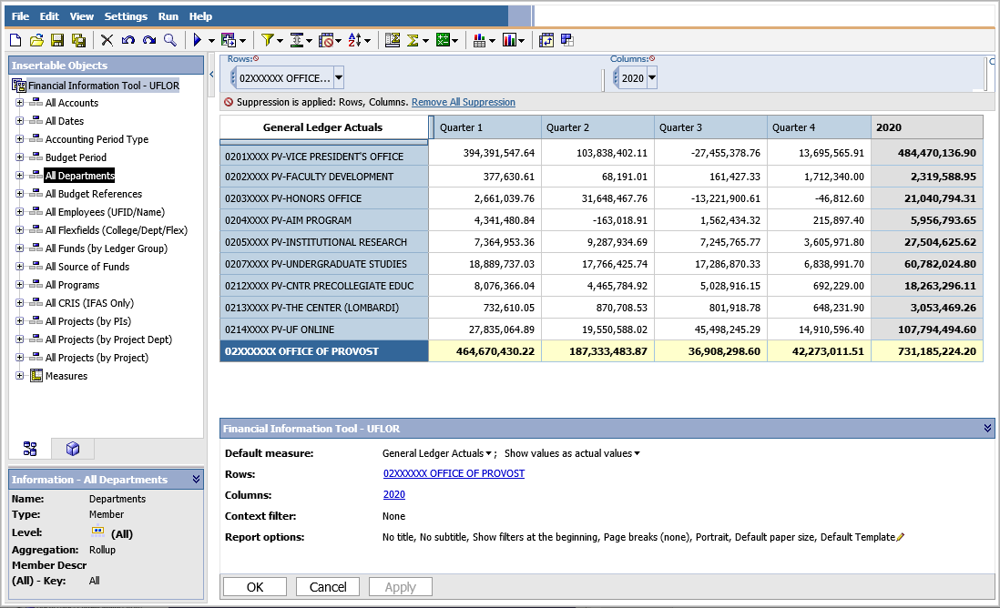 File Edit View Settings Run Help
Insertable Objects
Financial Information Tool - UFLOR
All Accounts
All Dates
Accounting Period Type
Budget Period
All Departments
All Budget References
All Employees (UFID/Name)
All Flexfields (College/Dept/Flex)
All Funds (by Ledger Group)
All Source of Funds
All Programs
All CRIS (IFAS Only)
All Projects (by PIs)
All Projects (by Project Dept)
All Projects (by Project)
Measures
Information - All Departments
Name: Departments
Type: Member
Level: (All)
Aggregation: Rollup
Member Descr
(All) - Key: All
Rows: Columns:
02XXXXXX OFFICE... 2020
Suppression is applied: Rows, Columns. Remove All Suppression
General Ledger Actuals Quarter 1 Quarter 2 Quarter 3 Quarter 4 2020
0201XXXX PV-VICE PRESIDENT'S OFFICE 394,391,547.64 103,838,402.11 -27,455,378.76 13,695,565.91 484,470,136.90
0202XXXX PV-FACULTY DEVELOPMENT 377,630.61 68,191.01 161,427.33 1,712,340.00 2,319,588.95
0203XXXX PV-HONORS OFFICE 2,661,039.76 31,648,467.76 -13,221,900.61 -46,812.60 21,040,794.31
0204XXXX PV-AIM PROGRAM 4,341,480.84 -163,018.91 1,562,434.32 215,897.40 5,956,793.65
0205XXXX PV-INSTITUTIONAL RESEARCH 7,364,953.36 9,287,934.69 7,245,765.77 3,605,971.80 27,504,625.62
0207XXXX PV-UNDERGRADUATE STUDIES 18,889,737.03 17,766,425.74 17,286,870.33 6,838,991.70 60,782,024.80
0212XXXX PV-CNTR PRECOLLEGIATE EDUC 8,076,366.04 4,465,784.92 5,028,916.15 692,229.00 18,263,296.11
0213XXXX PV-THE CENTER (LOMBARDI) 732,610.05 870,708.53 801,918.78 648,231.90 3,053,469.26
0214XXXX PV-UF ONLINE 27,835,064.89 19,550,588.02 45,498,245.29 14,910,596.40 107,794,494.60
02XXXXXX OFFICE OF PROVOST 464,670,430.22 187,333,483.87 36,908,298.60 42,273,011.51 731,185,224.20
Financial Information Tool - UFLOR
Default measure: General Ledger Actuals ; Show values as actual values
Rows: 02XXXXXX OFFICE OF PROVOST
Columns: 2020
Context filter: None
Report options: No title, No subtitle, Show filters at the beginning, Page breaks (none), Portrait, Default paper size, Default Template
OK Cancel Apply